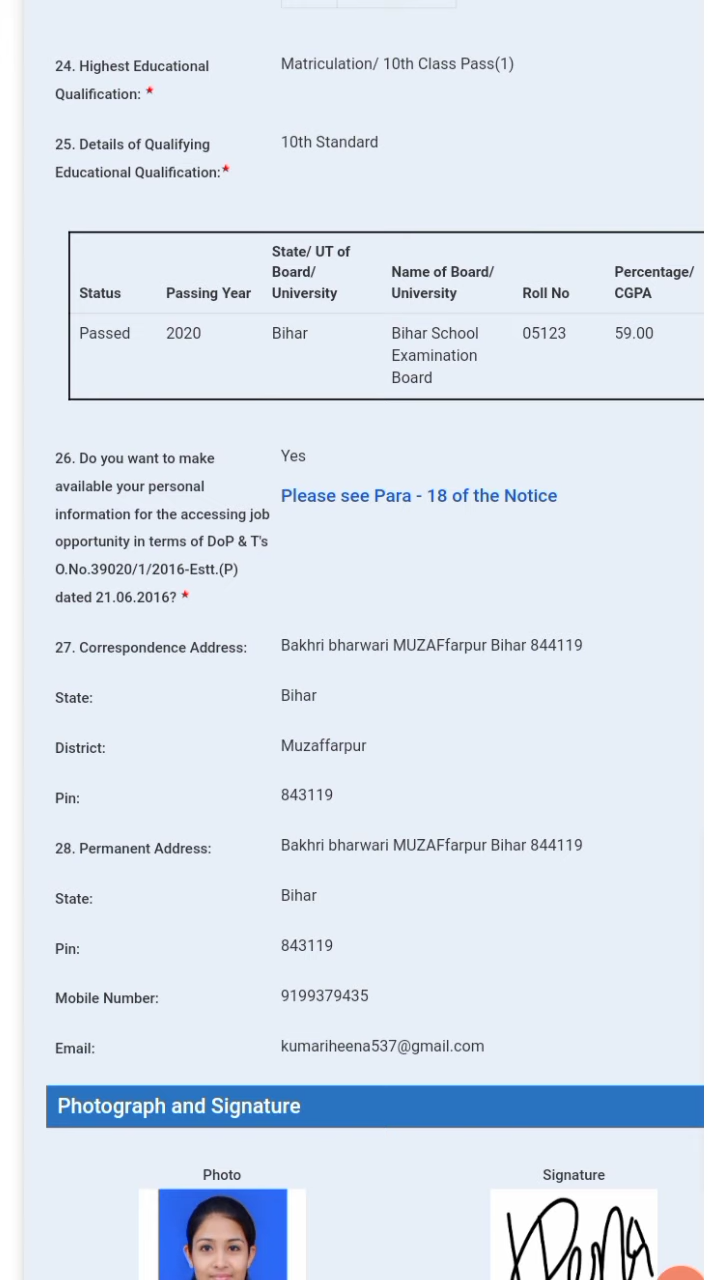 24. Highest Educational
Qualification: *
Matriculation/ 10th Class Pass(1)
25. Details of Qualifying
Educational Qualification:*
10th Standard
Status Passing Year State/ UT of Board/ University Name of Board/ University Roll No Percentage/ CGPA
Passed 2020 Bihar Bihar School Examination Board 05123 59.00
26. Do you want to make
available your personal
information for the accessing job
opportunity in terms of DoP & T's
O.No.39020/1/2016-Estt.(P)
dated 21.06.2016? *
Yes
Please see Para - 18 of the Notice
27. Correspondence Address: Bakhri bharwari MUZAFfarpur Bihar 844119
State: Bihar
District: Muzaffarpur
Pin: 843119
28. Permanent Address: Bakhri bharwari MUZAFfarpur Bihar 844119
State: Bihar
Pin: 843119
Mobile Number: 9199379435
Email: kumariheena537@gmail.com
Photograph and Signature
Photo Signature